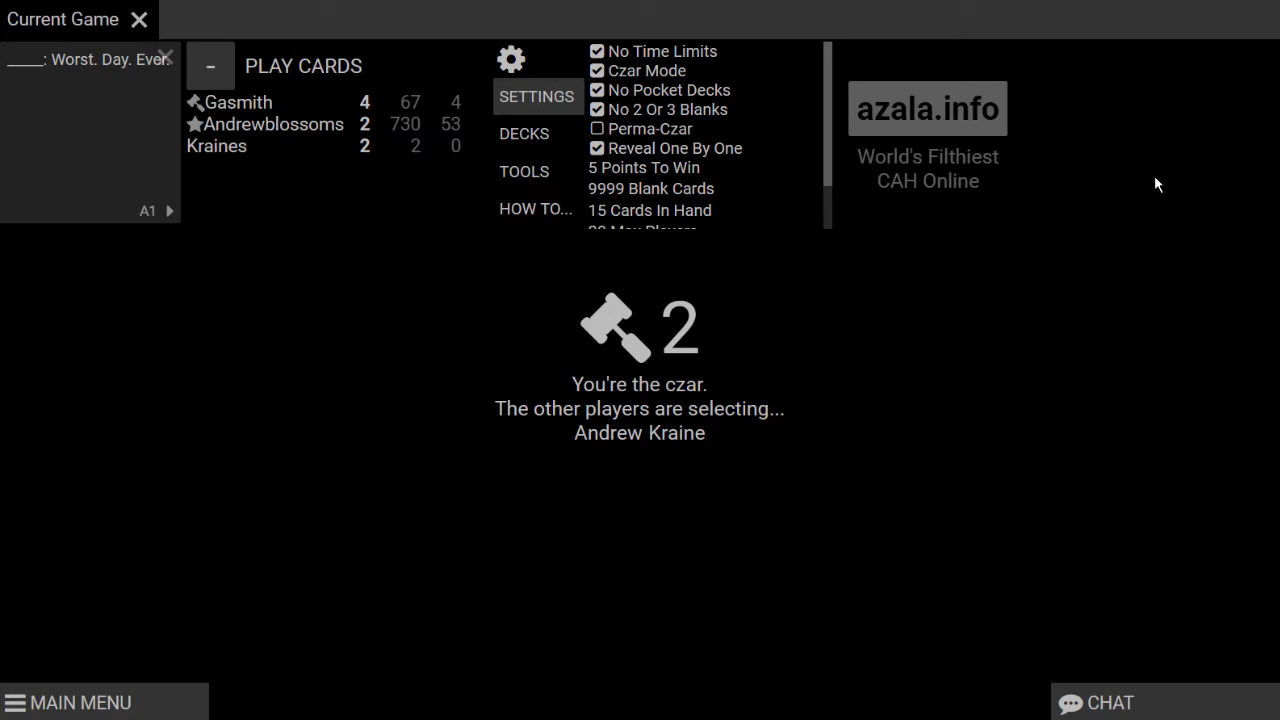 Current Game
_____: Worst. Day. Ever.
A1
-
PLAY CARDS
Gasmith 4 67 4
Andrewblossoms 2 730 53
Kraines 2 2 0
SETTINGS
DECKS
TOOLS
HOW TO...
No Time Limits
Czar Mode
No Pocket Decks
No 2 Or 3 Blanks
Perma-Czar
Reveal One By One
5 Points To Win
9999 Blank Cards
15 Cards In Hand
azala.info
World's Filthiest
CAH Online
2
You're the czar.
The other players are selecting...
Andrew Kraine
MAIN MENU
CHAT